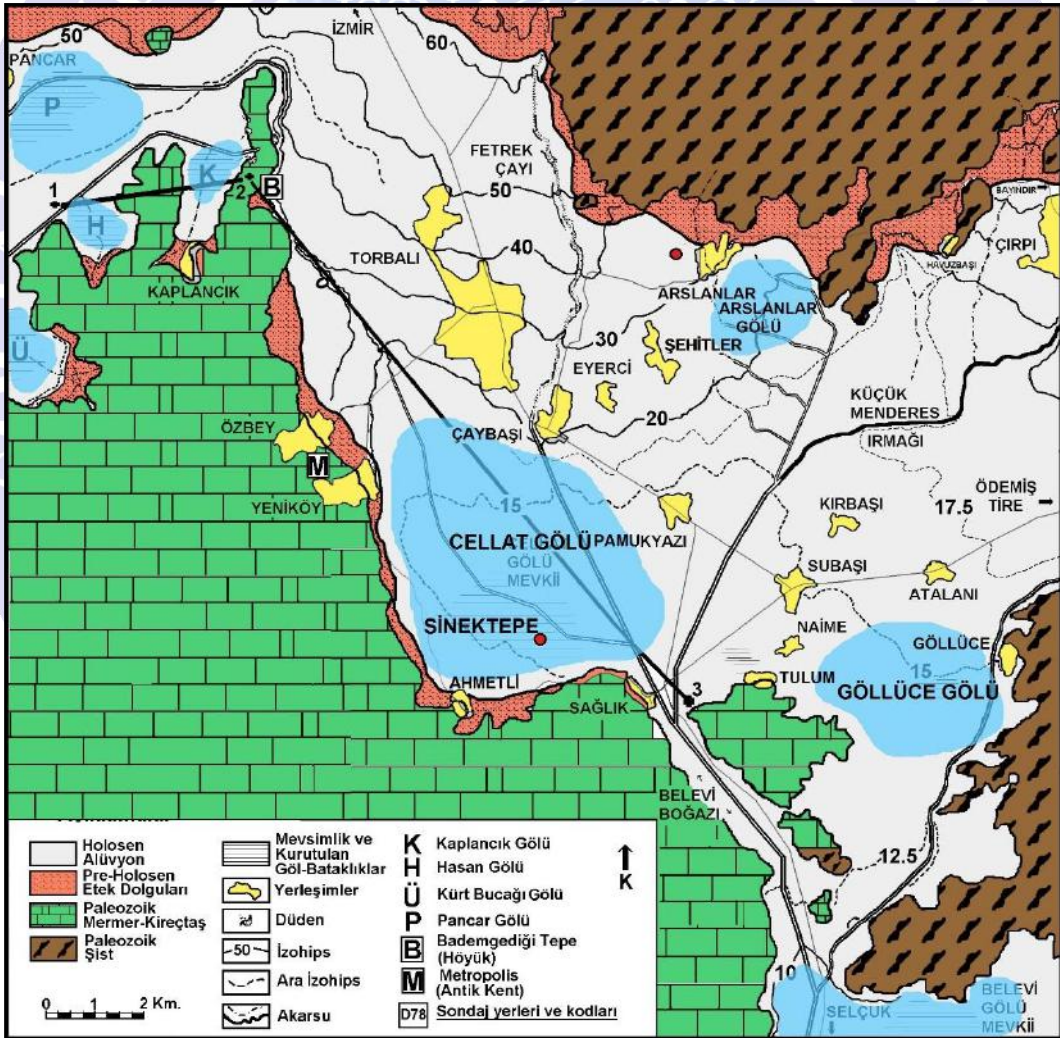 50
PANCAR
P
İZMİR
60
FETREK
ÇAYI
50
K
1
2
B
H
BAYINDIR
ÇIRPI
HAVUZBAŞI
TORBALI
40
KAPLANCIK
ARSLANLAR
ARSLANLAR
GÖLÜ
Ü
30
ŞEHİTLER
EYERCİ
KÜÇÜK
MENDERES
IRMAĞI
20
ÖZBEY
ÇAYBAŞI
M
YENİKÖY
15
ÖDEMİŞ
TİRE
17.5
KIRBAŞI
CELLAT GÖLÜ
PAMUKYAZI
GÖLÜ
MEVKİİ
SUBAŞI
ATALANI
SİNEKTEPE
NAİME
GÖLLÜCE
15
GÖLLÜCE GÖLÜ
AHMETLİ
SAĞLIK
3
TULUM
BELEVİ
BOĞAZI
12.5
10
SELÇUK
BELEVİ
GÖLÜ
MEVKİİ
Holosen
Alüvyon
Pre-Holosen
Etek Dolguları
Paleozoik
Mermer-Kireçtaş
Paleozoik
Şist
0 1 2 Km.
Mevsimlik ve
Kurutulan
Göl-Bataklıklar
Yerleşimler
Düden
50 İzohips
Ara İzohips
Akarsu
K Kaplancık Gölü
H Hasan Gölü
Ü Kürt Bucağı Gölü
P Pancar Gölü
B Bademgediği Tepe
(Höyük)
M Metropolis
(Antik Kent)
D78 Sondaj yerleri ve kodları
K